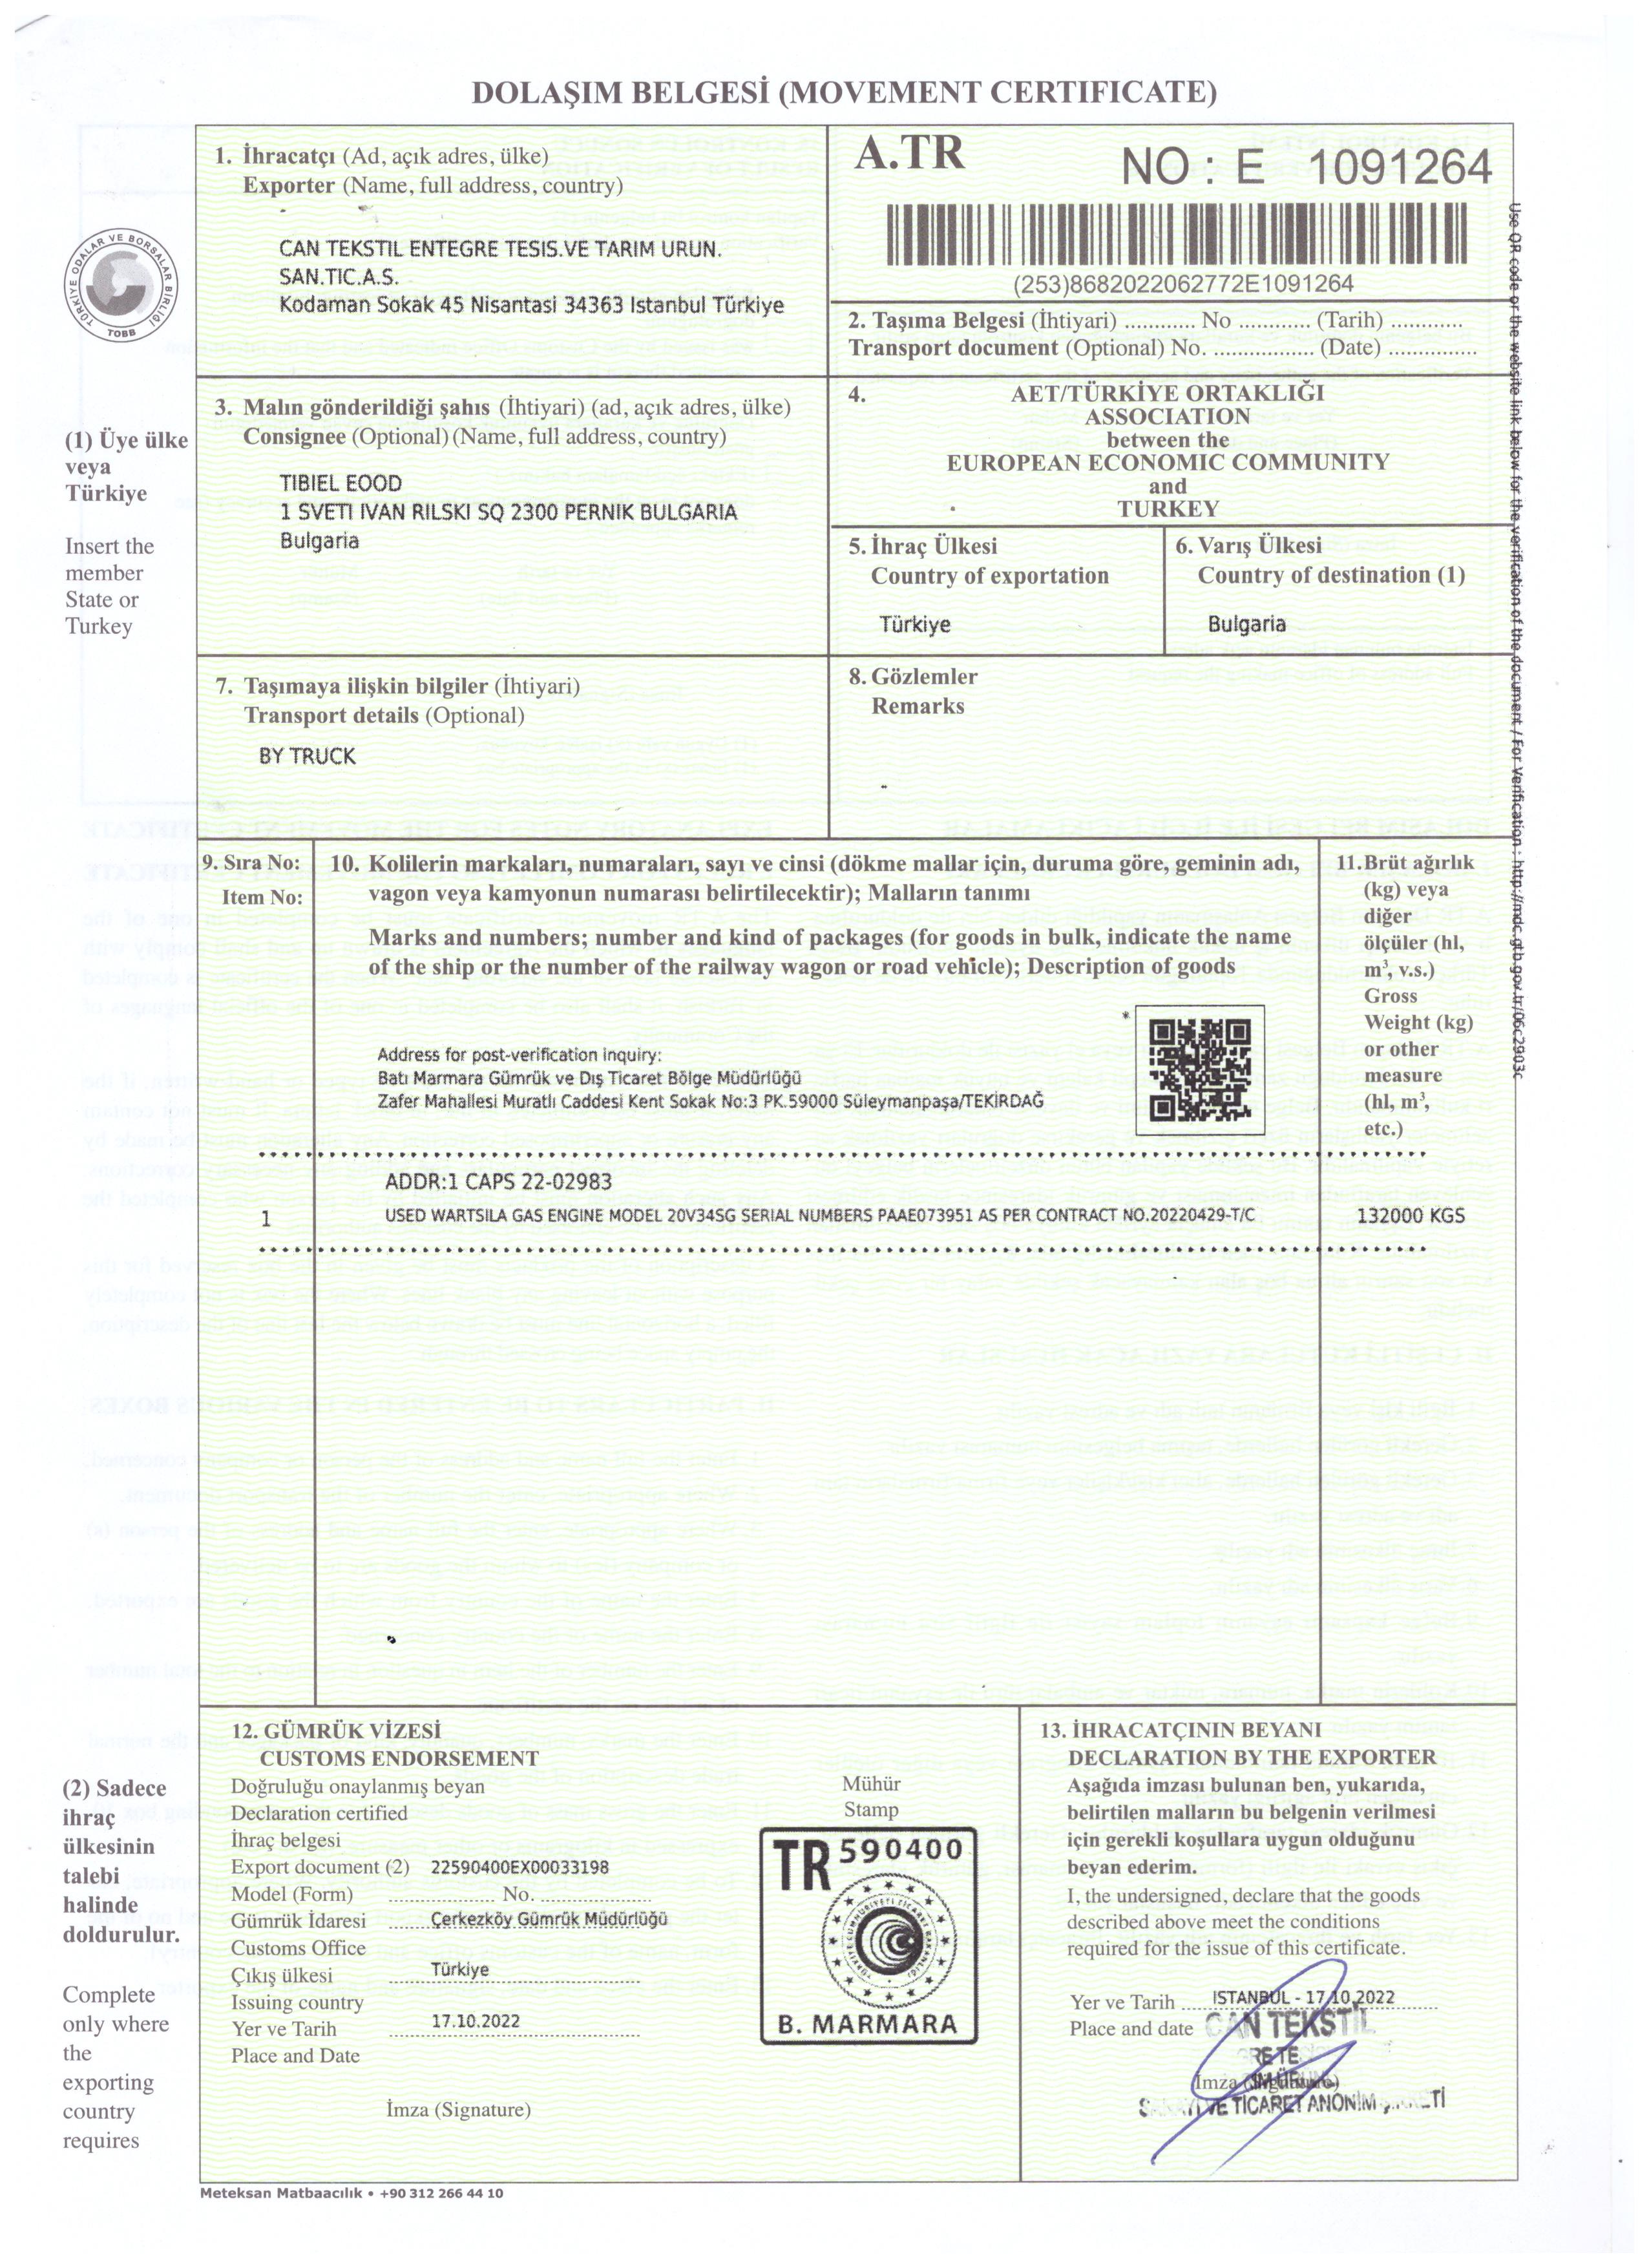 DOLAŞIM BELGESİ (MOVEMENT CERTIFICATE)
1. İhracatçı (Ad, açık adres, ülke)
Exporter (Name, full address, country)
CAN TEKSTIL ENTEGRE TESIS.VE TARIM URUN.
SAN.TIC.A.S.
Kodaman Sokak 45 Nisantasi 34363 Istanbul Türkiye
A.TR
NO : E 1091264
(253)8682022062772E1091264
2. Taşıma Belgesi (İhtiyari) ............ No ............ (Tarih) ............
Transport document (Optional) No. ................. (Date) ...............
TÜRKİYE ODALAR VE BORSALAR BİRLİĞİ
TOBB
3. Malın gönderildiği şahıs (İhtiyari) (ad, açık adres, ülke)
Consignee (Optional) (Name, full address, country)
TIBIEL EOOD
1 SVETI IVAN RILSKI SQ 2300 PERNIK BULGARIA
Bulgaria
4. AET/TÜRKİYE ORTAKLIĞI
ASSOCIATION
between the
EUROPEAN ECONOMIC COMMUNITY
and
TURKEY
(1) Üye ülke
veya
Türkiye
Insert the
member
State or
Turkey
5. İhraç Ülkesi
Country of exportation
Türkiye
6. Varış Ülkesi
Country of destination (1)
Bulgaria
7. Taşımaya ilişkin bilgiler (İhtiyari)
Transport details (Optional)
BY TRUCK
8. Gözlemler
Remarks
Use QR code or the website link below for the verification of the document / For Verification : http://mdc.gtb.gov.tr/06c2903c
9. Sıra No:
Item No:
10. Kolilerin markaları, numaraları, sayı ve cinsi (dökme mallar için, duruma göre, geminin adı,
vagon veya kamyonun numarası belirtilecektir); Malların tanımı
Marks and numbers; number and kind of packages (for goods in bulk, indicate the name
of the ship or the number of the railway wagon or road vehicle); Description of goods
11. Brüt ağırlık
(kg) veya
diğer
ölçüler (hl,
m³, v.s.)
Gross
Weight (kg)
or other
measure
(hl, m³,
etc.)
*
Address for post-verification inquiry:
Batı Marmara Gümrük ve Dış Ticaret Bölge Müdürlüğü
Zafer Mahallesi Muratlı Caddesi Kent Sokak No:3 PK.59000 Süleymanpaşa/TEKİRDAĞ
ADDR:1 CAPS 22-02983
1 USED WARTSILA GAS ENGINE MODEL 20V34SG SERIAL NUMBERS PAAE073951 AS PER CONTRACT NO.20220429-T/C 132000 KGS
12. GÜMRÜK VİZESİ
CUSTOMS ENDORSEMENT
Doğruluğu onaylanmış beyan
Declaration certified
İhraç belgesi
Export document (2) 22590400EX00033198
Model (Form) .................... No. ....................
Gümrük İdaresi Çerkezköy Gümrük Müdürlüğü
Customs Office
Çıkış ülkesi Türkiye
Issuing country
Yer ve Tarih 17.10.2022
Place and Date
İmza (Signature)
Mühür
Stamp
TR 590400
TÜRKİYE CUMHURİYETİ TİCARET BAKANLIĞI
B. MARMARA
13. İHRACATÇININ BEYANI
DECLARATION BY THE EXPORTER
Aşağıda imzası bulunan ben, yukarıda,
belirtilen malların bu belgenin verilmesi
için gerekli koşullara uygun olduğunu
beyan ederim.
I, the undersigned, declare that the goods
described above meet the conditions
required for the issue of this certificate.
Yer ve Tarih ISTANBUL - 17.10.2022
Place and date
CAN TEKSTİL
İmza (Signature)
VE TİCARET ANONİM
(2) Sadece
ihraç
ülkesinin
talebi
halinde
doldurulur.
Complete
only where
the
exporting
country
requires
Meteksan Matbaacılık • +90 312 266 44 10